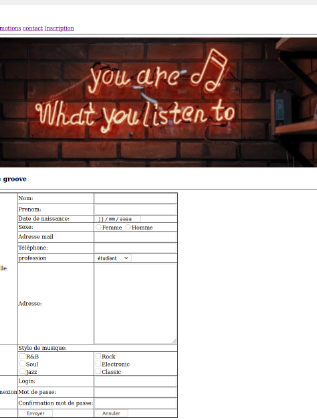 motions contact Inscription
you are
What you listen to
groove
Nom:
Prenom:
Date de naissance: jj / mm / aaaa
Sexe: Femme Homme
Adresse mail
Téléphone:
profession étudiant
lle
Adresse:
Style de musique:
R&B Rock
Soul Electronic
Jazz Classic
Login:
nexion Mot de passe:
Confirmation mot de passe:
Envoyer Annuler